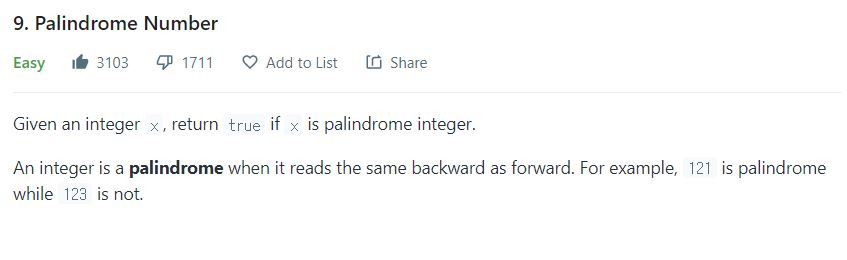 9. Palindrome Number
Easy 3103 1711 Add to List Share
Given an integer x, return true if x is palindrome integer.
An integer is a palindrome when it reads the same backward as forward. For example, 121 is palindrome
while 123 is not.